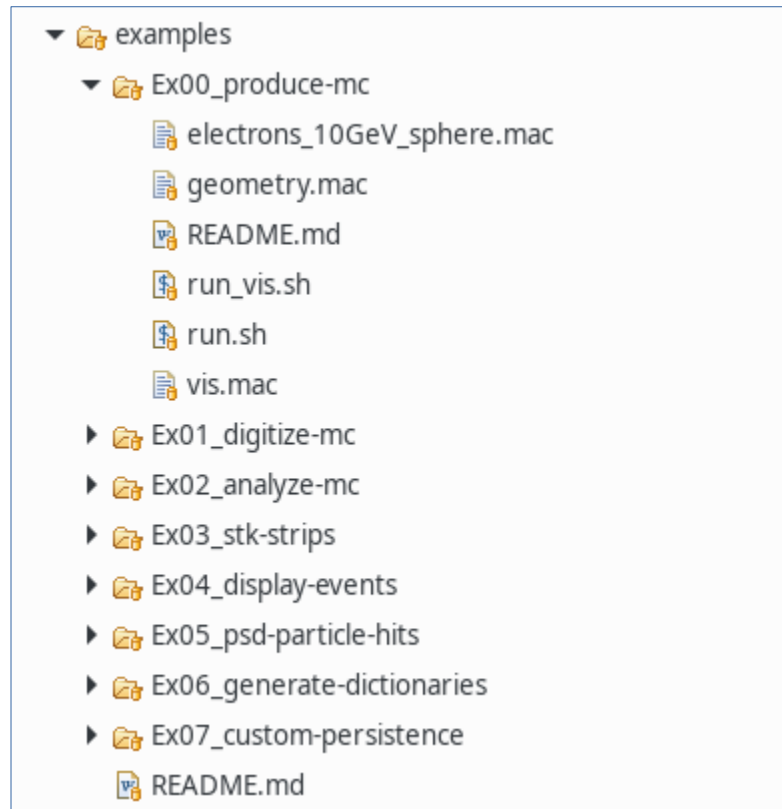 examples
Ex00_produce-mc
electrons_10GeV_sphere.mac
geometry.mac
README.md
run_vis.sh
run.sh
vis.mac
Ex01_digitize-mc
Ex02_analyze-mc
Ex03_stk-strips
Ex04_display-events
Ex05_psd-particle-hits
Ex06_generate-dictionaries
Ex07_custom-persistence
README.md